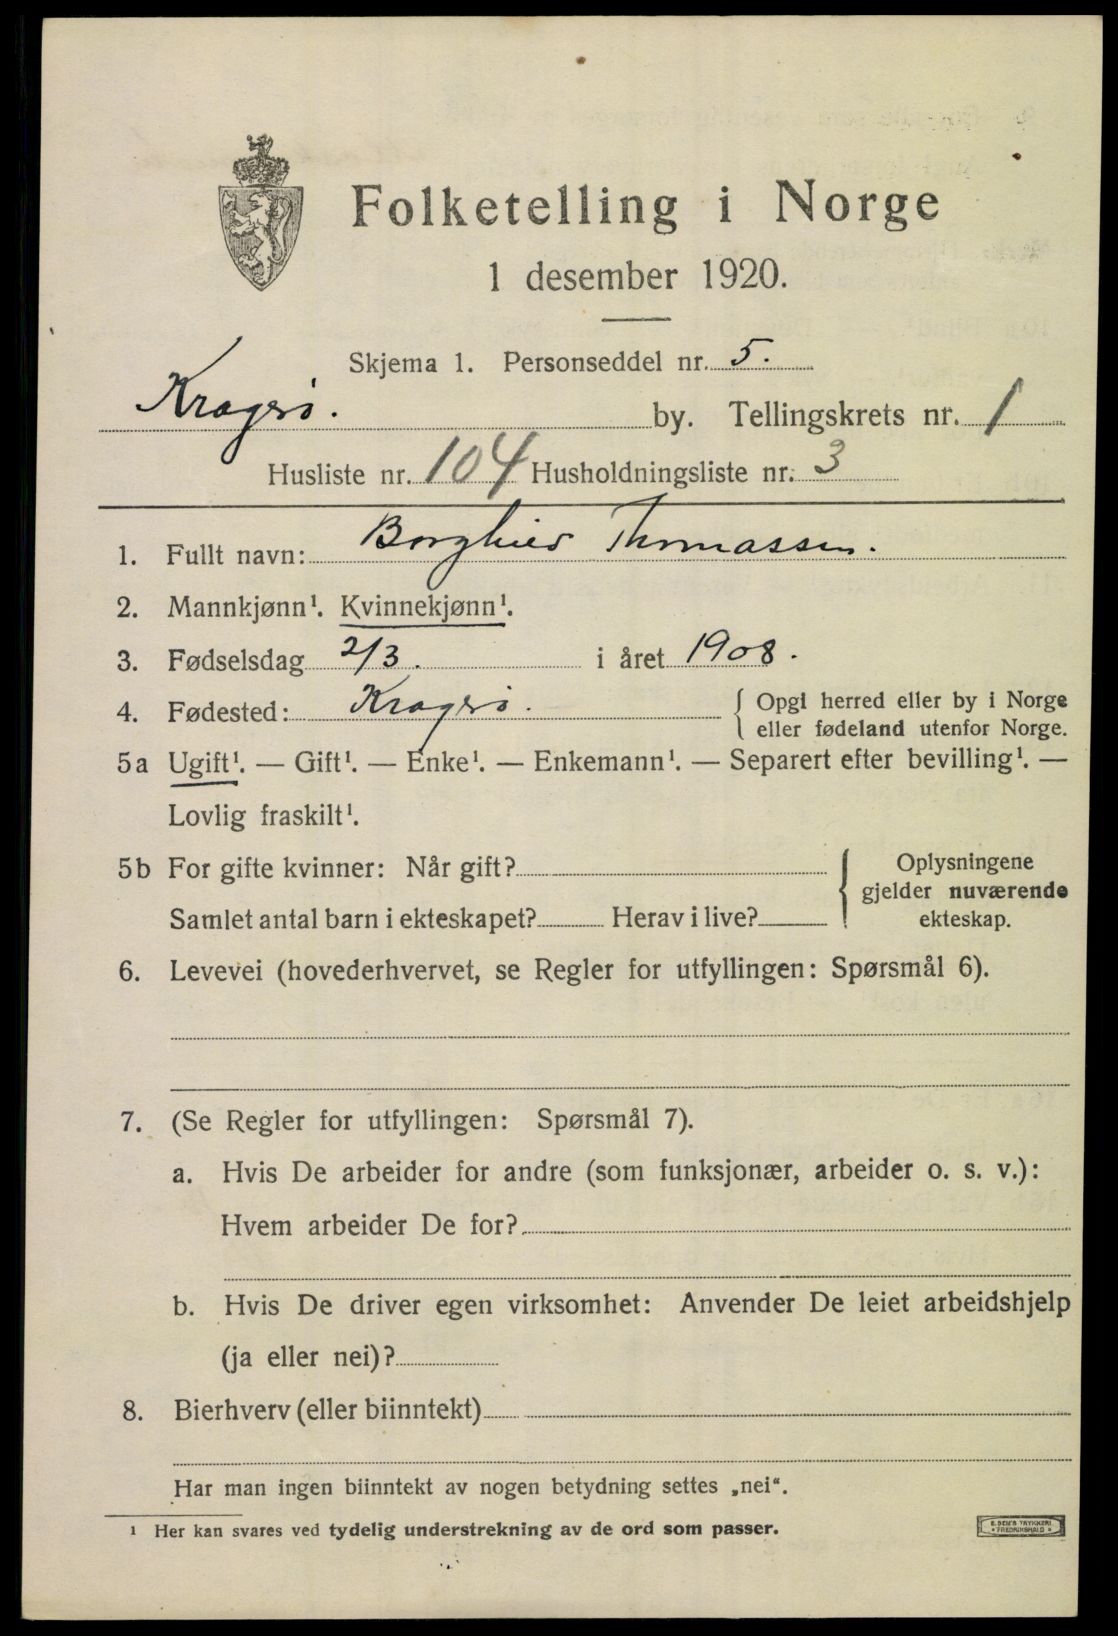 Folketelling i Norge
1 desember 1920.
Skjema 1. Personseddel nr. 5.
Kragerø. by. Tellingskrets nr. 1
Husliste nr. 104 Husholdningsliste nr. 3
1. Fullt navn: Borghild Thomassen.
2. Mannkjønn¹. Kvinnekjønn¹.
3. Fødselsdag 2/3. i året 1908.
4. Fødested: Kragerø. { Opgi herred eller by i Norge
eller fødeland utenfor Norge.
5a Ugift¹. — Gift¹. — Enke¹. — Enkemann¹. — Separert efter bevilling¹. —
Lovlig fraskilt¹.
5b For gifte kvinner: Når gift? { Oplysningene
gjelder nuværende
Samlet antal barn i ekteskapet? Herav i live? ekteskap.
6. Levevei (hovederhvervet, se Regler for utfyllingen: Spørsmål 6).
7. (Se Regler for utfyllingen: Spørsmål 7).
a. Hvis De arbeider for andre (som funksjonær, arbeider o. s. v.):
Hvem arbeider De for?
b. Hvis De driver egen virksomhet: Anvender De leiet arbeidshjelp
(ja eller nei)?
8. Bierhverv (eller biinntekt)
Har man ingen biinntekt av nogen betydning settes „nei“.
¹ Her kan svares ved tydelig understrekning av de ord som passer.
E. SEM'S TRYKKERI
• FREDRIKSHALD •